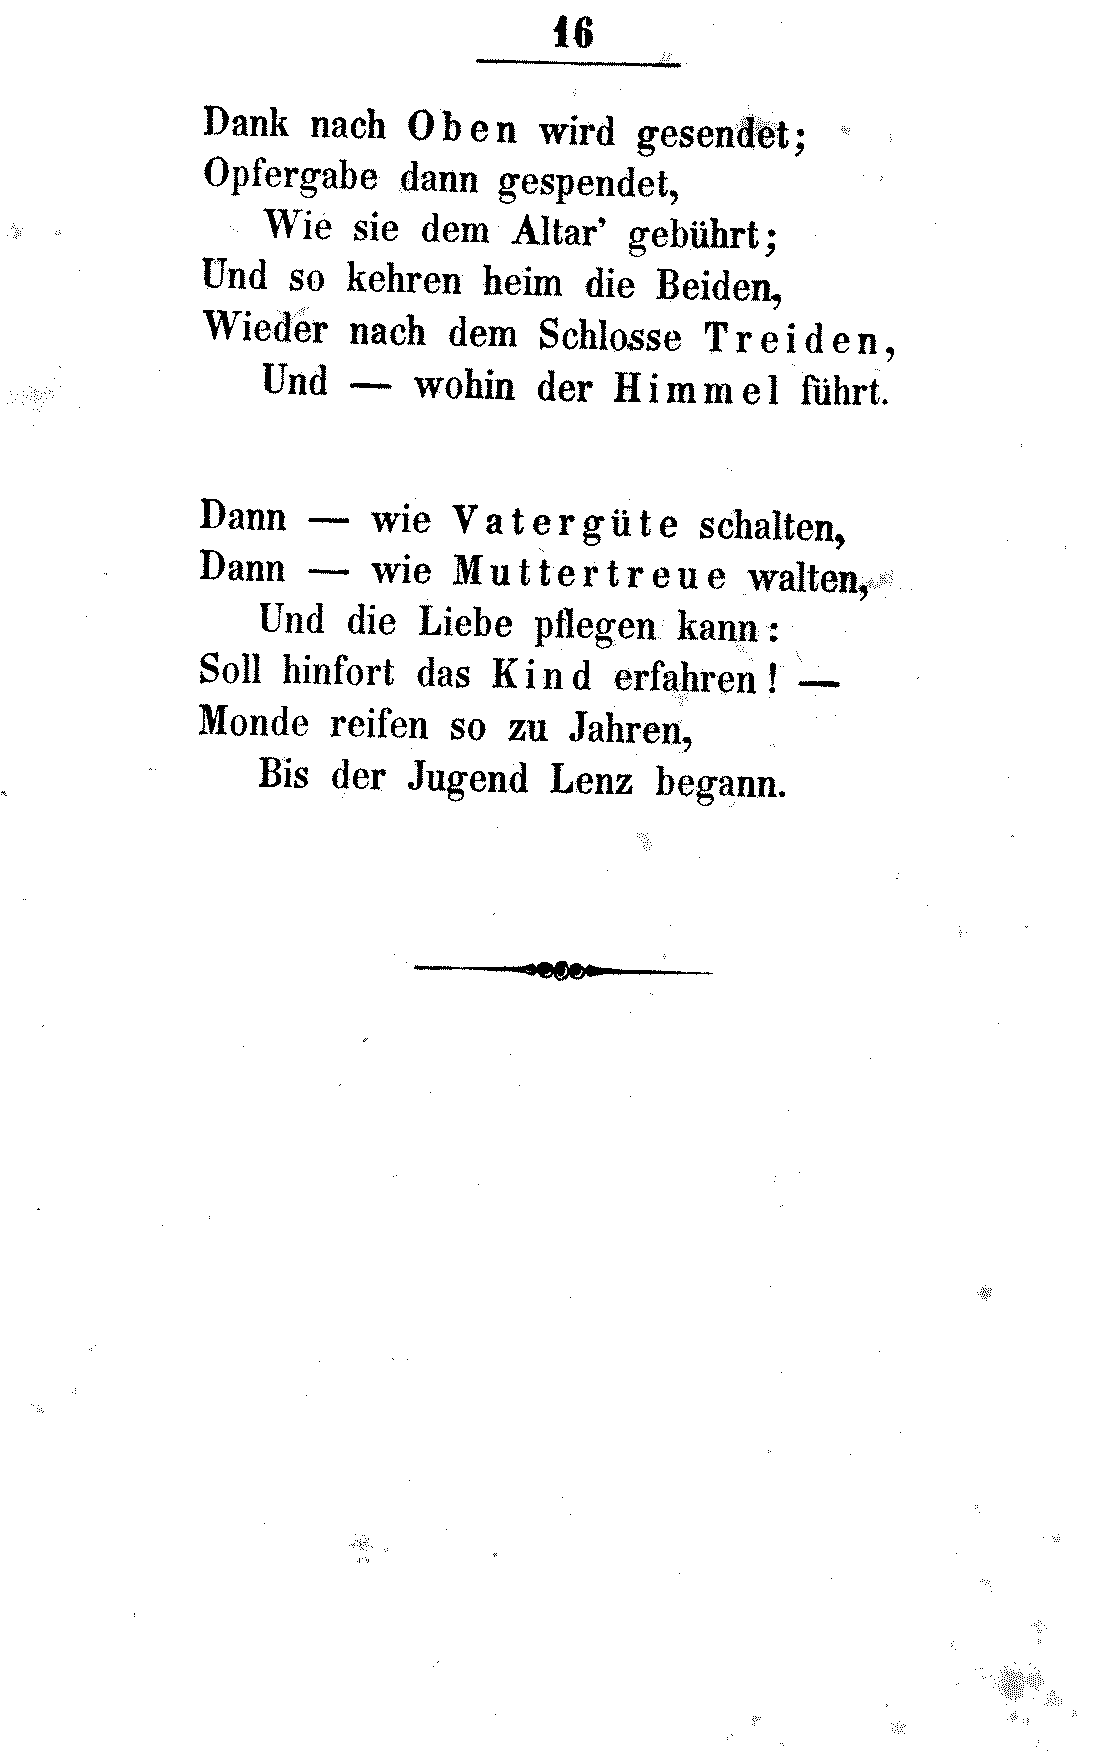 16
Dank nach Oben wird gesendet;
Opfergabe dann gespendet,
Wie sie dem Altar’ gebührt;
Und so kehren heim die Beiden,
Wieder nach dem Schlosse Treiden,
Und — wohin der Himmel führt.
Dann — wie Vatergüte schalten,
Dann — wie Muttertreue walten,
Und die Liebe pflegen kann:
Soll hinfort das Kind erfahren! —
Monde reifen so zu Jahren,
Bis der Jugend Lenz begann.